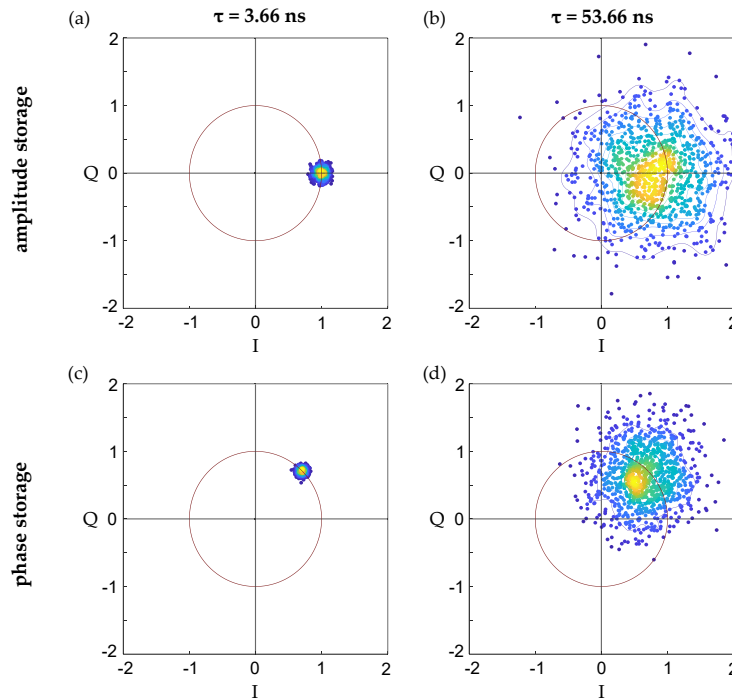 (a) τ = 3.66 ns (b) τ = 53.66 ns
amplitude storage
2 2
1 1
Q 0 Q 0
-1 -1
-2 -2
-2 -1 0 1 2 -2 -1 0 1 2
I I
(c) (d)
phase storage
2 2
1 1
Q 0 Q 0
-1 -1
-2 -2
-2 -1 0 1 2 -2 -1 0 1 2
I I